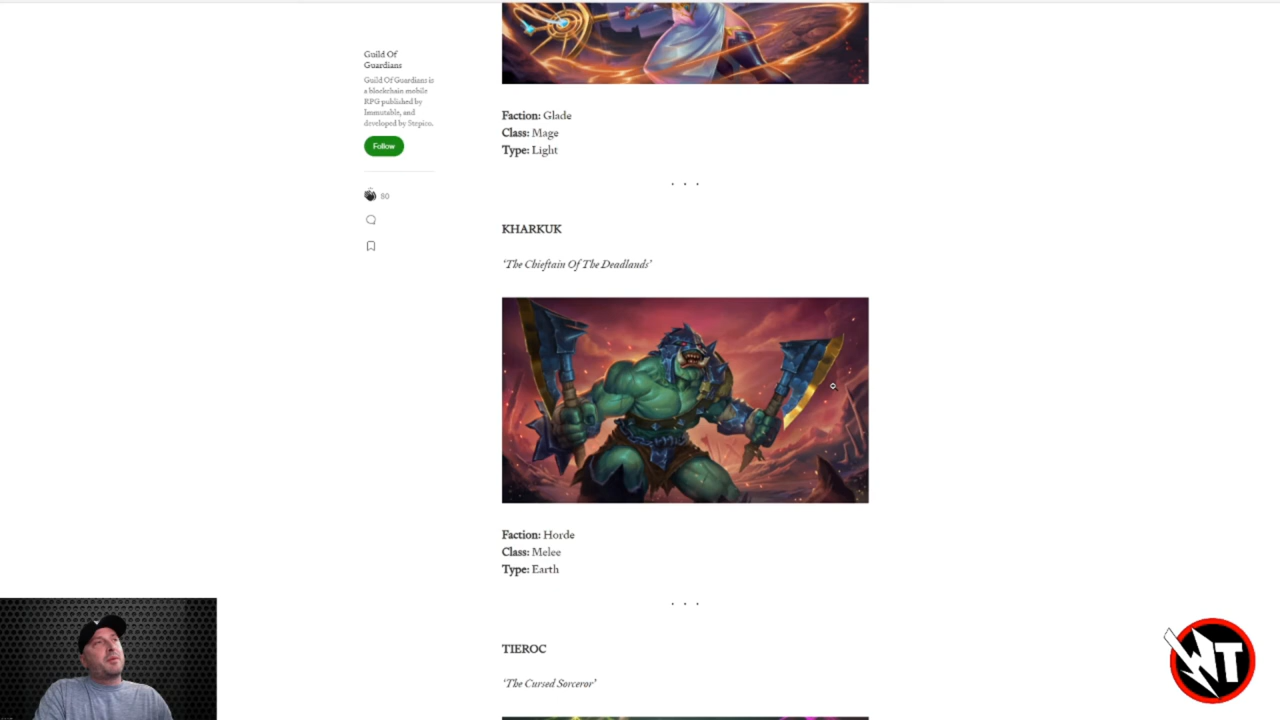 Guild Of
Guardians
Guild Of Guardians is
a blockchain mobile
RPG published by
Immutable, and
developed by Stepico.
Follow
80
Faction: Glade
Class: Mage
Type: Light
. . .
KHARKUK
‘The Chieftain Of The Deadlands’
Faction: Horde
Class: Melee
Type: Earth
. . .
TIEROC
‘The Cursed Sorceror’
WT